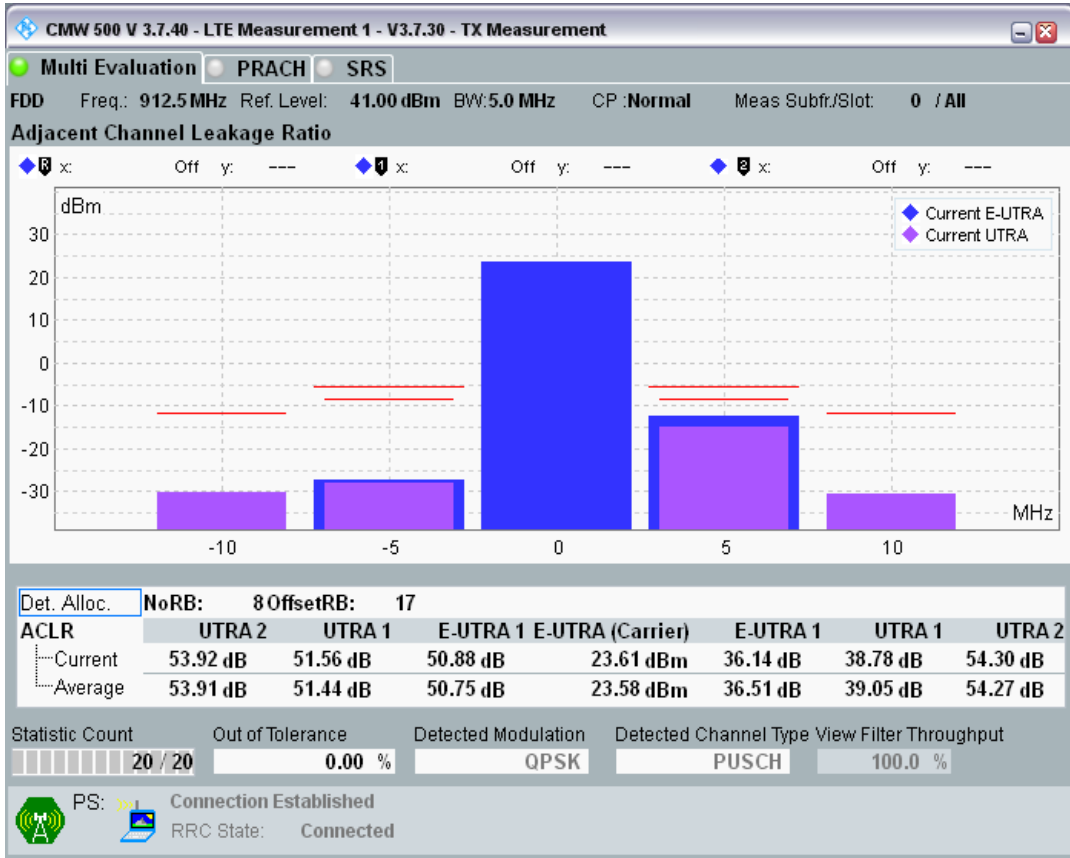 CMW 500 V 3.7.40 - LTE Measurement 1 - V3.7.30 - TX Measurement
Multi Evaluation PRACH SRS
FDD Freq.: 912.5 MHz Ref. Level: 41.00 dBm BW: 5.0 MHz CP :Normal Meas Subfr./Slot: 0 / All
Adjacent Channel Leakage Ratio
R x: Off y: --- 1 x: Off y: --- 2 x: Off y: ---
dBm
Current E-UTRA
Current UTRA
30
20
10
0
-10
-20
-30
MHz
-10 -5 0 5 10
Det. Alloc. NoRB: 8 OffsetRB: 17
ACLR UTRA 2 UTRA 1 E-UTRA 1 E-UTRA (Carrier) E-UTRA 1 UTRA 1 UTRA 2
Current 53.92 dB 51.56 dB 50.88 dB 23.61 dBm 36.14 dB 38.78 dB 54.30 dB
Average 53.91 dB 51.44 dB 50.75 dB 23.58 dBm 36.51 dB 39.05 dB 54.27 dB
Statistic Count Out of Tolerance Detected Modulation Detected Channel Type View Filter Throughput
20 / 20 0.00 % QPSK PUSCH 100.0 %
PS: Connection Established
RRC State: Connected